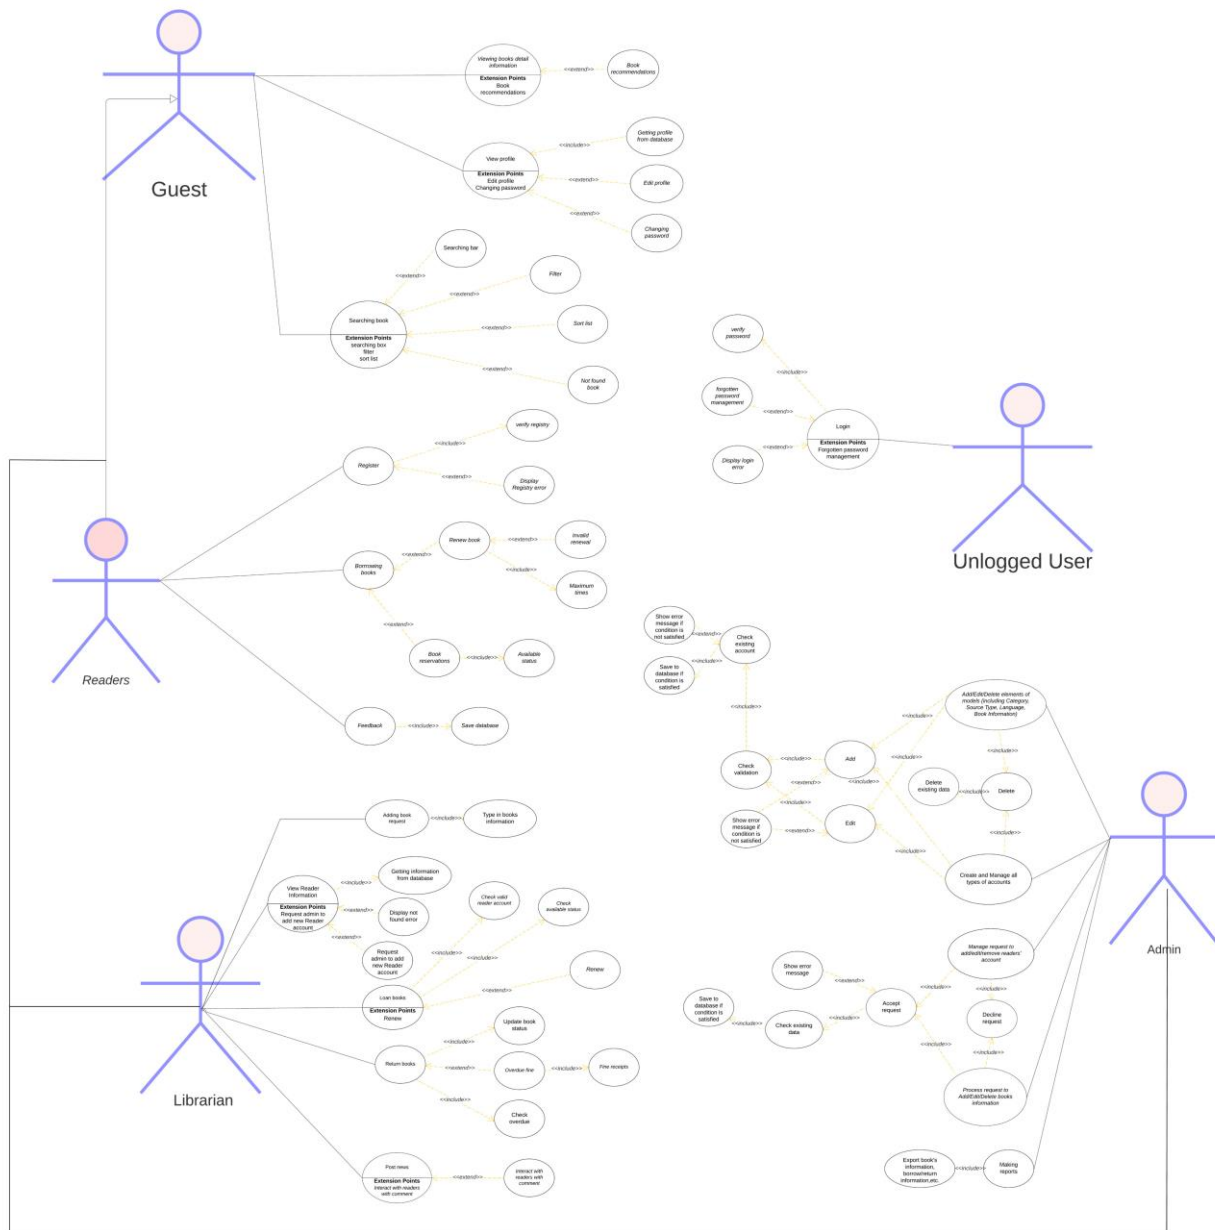 Viewing books detail
information
Extension Points
Book
recommendations
<<extend>>
Book
recommendations
Guest
View profile
Extension Points
Edit profile
Changing password
<<include>>
Getting profile
from database
<<extend>>
Edit profile
<<extend>>
Changing
password
Searching bar
<<extend>>
Filter
<<extend>>
Searching book
Extension Points
searching box
filter
sort list
<<extend>>
Sort list
<<extend>>
Not found
book
verify
password
<<include>>
forgotten
password
management
<<extend>>
Login
Extension Points
Forgotten password
management
<<extend>>
Display login
error
Unlogged User
verify registry
<<include>>
Register
<<extend>>
Display
Registry error
Renew book
<<extend>>
Invalid
renewal
<<extend>>
Borrowing
books
<<include>>
Maximum
times
<<extend>>
Book
reservations
<<include>>
Available
status
Readers
Feedback
<<include>>
Save database
Show error
message if
condition is
not satisfied
<<extend>>
Check
existing
account
Save to
database if
condition is
satisfied
<<include>>
<<include>>
Add/Edit/Delete elements of
models (including Category,
Source Type, Language,
Book Information)
<<include>>
<<include>>
<<include>>
Check
validation
<<include>>
Add
<<extend>>
<<include>>
<<include>>
Delete
existing data
<<include>>
Delete
Show error
message if
condition is
not satisfied
<<extend>>
Edit
<<include>>
<<include>>
Create and Manage all
types of accounts
Admin
Adding book
request
<<include>>
Type in books
information
View Reader
Information
Extension Points
Request admin to
add new Reader
account
<<include>>
Getting information
from database
<<extend>>
Display not
found error
<<extend>>
Request
admin to add
new Reader
account
Check valid
reader account
Check
available status
<<include>>
<<include>>
Loan books
Extension Points
Renew
<<extend>>
Renew
Return books
<<include>>
Update book
status
<<extend>>
Overdue fine
<<include>>
Fine receipts
<<include>>
Check
overdue
Librarian
Post news
Extension Points
Interact with readers
with comment
<<extend>>
Interact with
readers with
comment
Manage request to
add/edit/remove readers'
account
Show error
message
<<extend>>
<<include>>
<<include>>
Accept
request
Decline
request
Save to
database if
condition is
satisfied
<<include>>
Check existing
data
<<include>>
<<include>>
<<include>>
Process request to
Add/Edit/Delete books
information
Export book's
information,
borrow/return
information,etc.
<<include>>
Making
reports